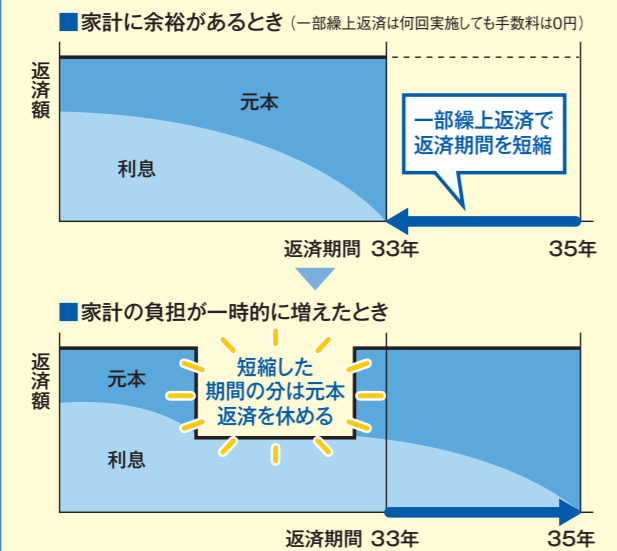 ■家計に余裕があるとき（一部繰上返済は何回実施しても手数料は0円）
返済額
元本
利息
一部繰上返済で
返済期間を短縮
返済期間 33年 35年
■家計の負担が一時的に増えたとき
返済額
元本
利息
短縮した
期間の分は元本
返済を休める
返済期間 33年 35年